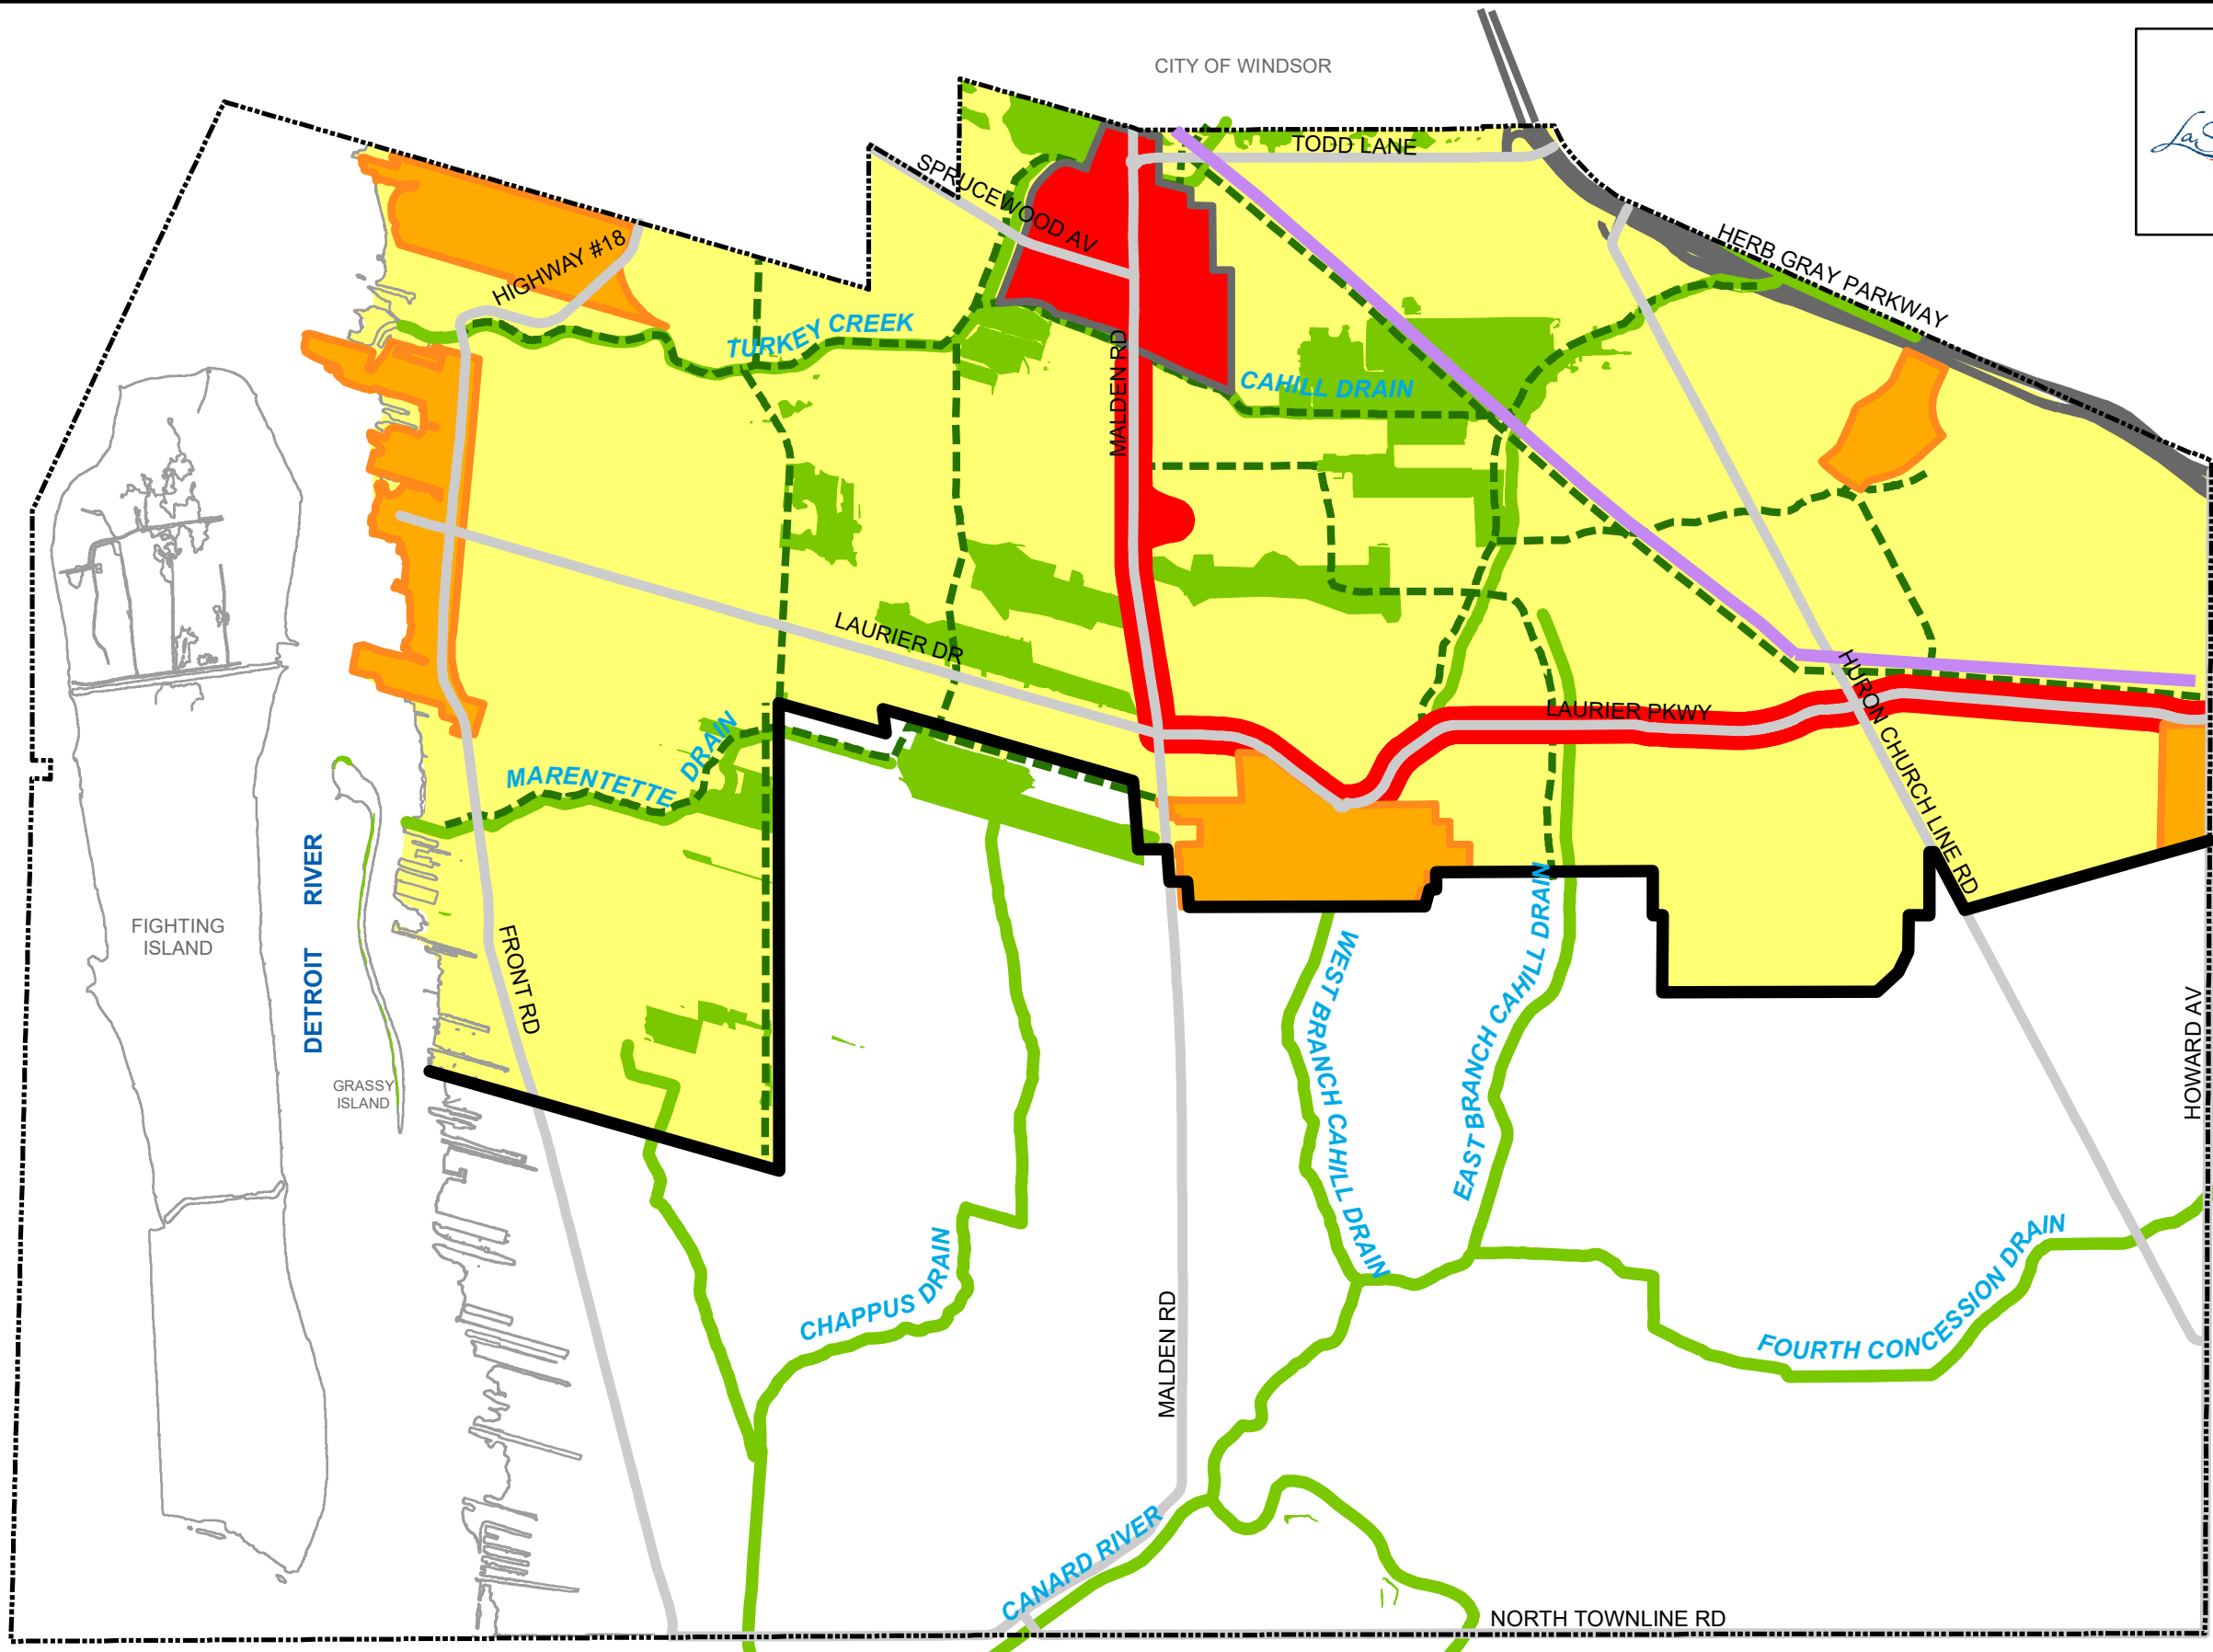 CITY OF WINDSOR
LaS
TODD LANE
SPRUCEWOOD AV
HIGHWAY #18
HERB GRAY PARKWAY
TURKEY CREEK
MALDEN RD
CAHILL DRAIN
LAURIER DR
HURON CHURCH LINE RD
LAURIER PKWY
MARENTETTE DRAIN
DETROIT RIVER
FIGHTING
ISLAND
FRONT RD
GRASSY
ISLAND
WEST BRANCH CAHILL DRAIN
EAST BRANCH CAHILL DRAIN
HOWARD AV
CHAPPUS DRAIN
MALDEN RD
FOURTH CONCESSION DRAIN
CANARD RIVER
NORTH TOWNLINE RD